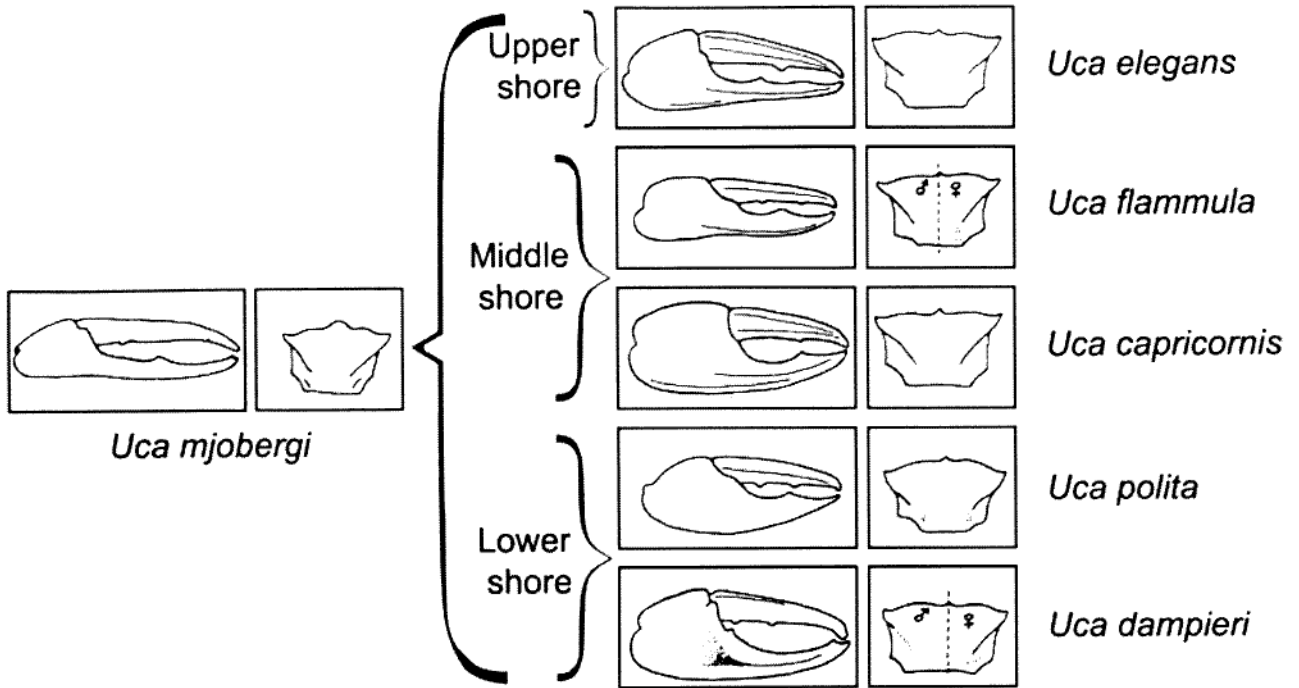 Upper
shore
Uca elegans
♂ ♀
Uca flammula
Middle
shore
Uca capricornis
Uca mjobergi
Uca polita
Lower
shore
♂ ♀
Uca dampieri